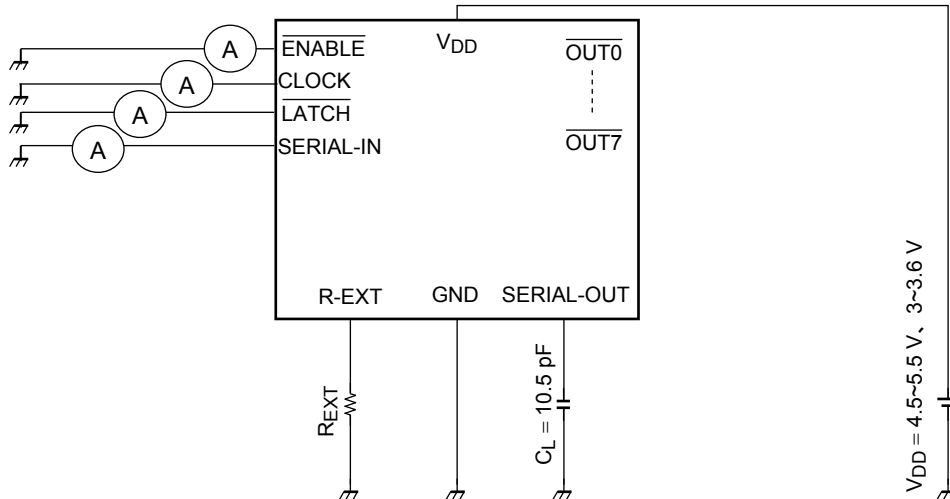 A
ENABLE
VDD
OUT0
A
CLOCK
A
LATCH
A
SERIAL-IN
OUT7
R-EXT
GND
SERIAL-OUT
REXT
CL = 10.5 pF
VDD = 4.5~5.5 V、3~3.6 V